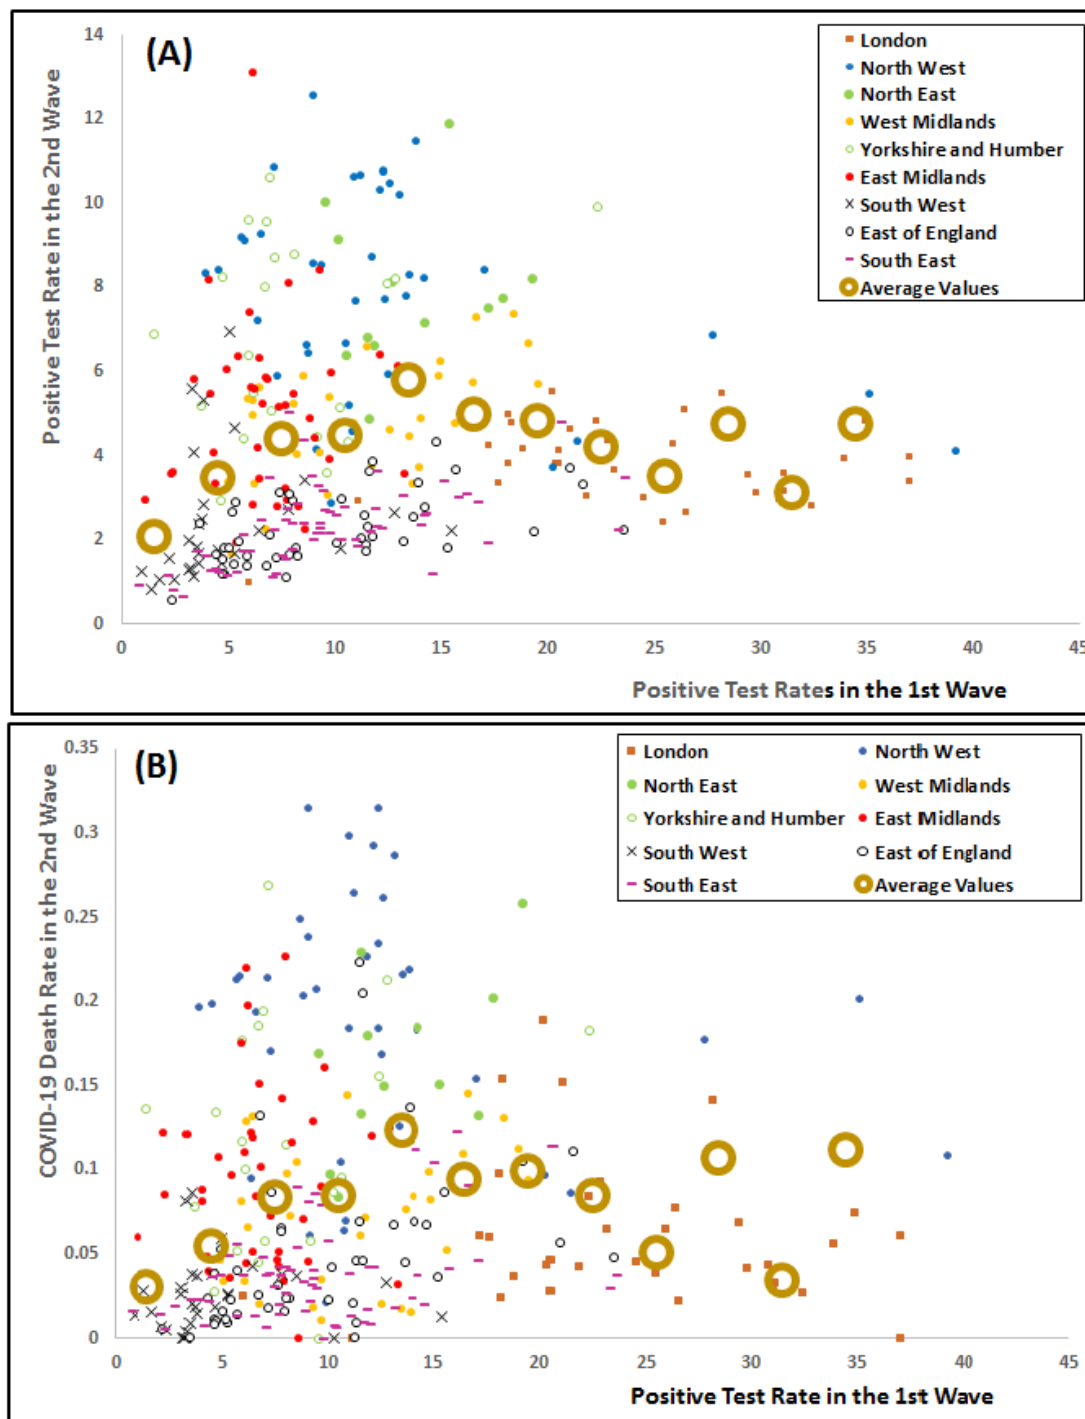 (A)
Positive Test Rate in the 2nd Wave
14
12
10
8
6
4
2
0
0 5 10 15 20 25 30 35 40 45
Positive Test Rates in the 1st Wave
London
North West
North East
West Midlands
Yorkshire and Humber
East Midlands
South West
East of England
South East
Average Values
(B)
COVID-19 Death Rate in the 2nd Wave
0.35
0.3
0.25
0.2
0.15
0.1
0.05
0
0 5 10 15 20 25 30 35 40 45
Positive Test Rate in the 1st Wave
London North West
North East West Midlands
Yorkshire and Humber East Midlands
South West East of England
South East Average Values